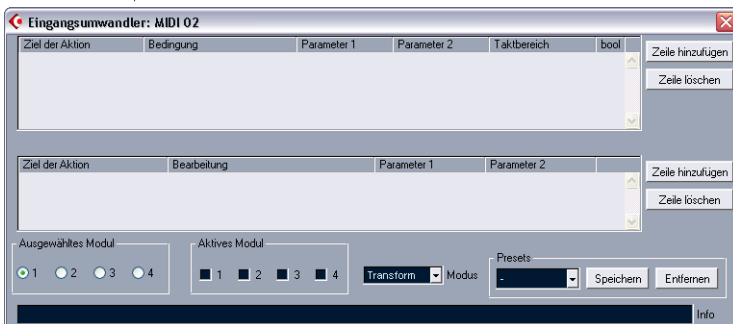 Eingangsumwandler: MIDI 02
Ziel der Aktion Bedingung Parameter 1 Parameter 2 Taktbereich bool
Zeile hinzufügen
Zeile löschen
Ziel der Aktion Bearbeitung Parameter 1 Parameter 2
Zeile hinzufügen
Zeile löschen
Ausgewähltes Modul Aktives Modul Presets
1 2 3 4 1 2 3 4 Transform Modus - Speichern Entfernen
Info